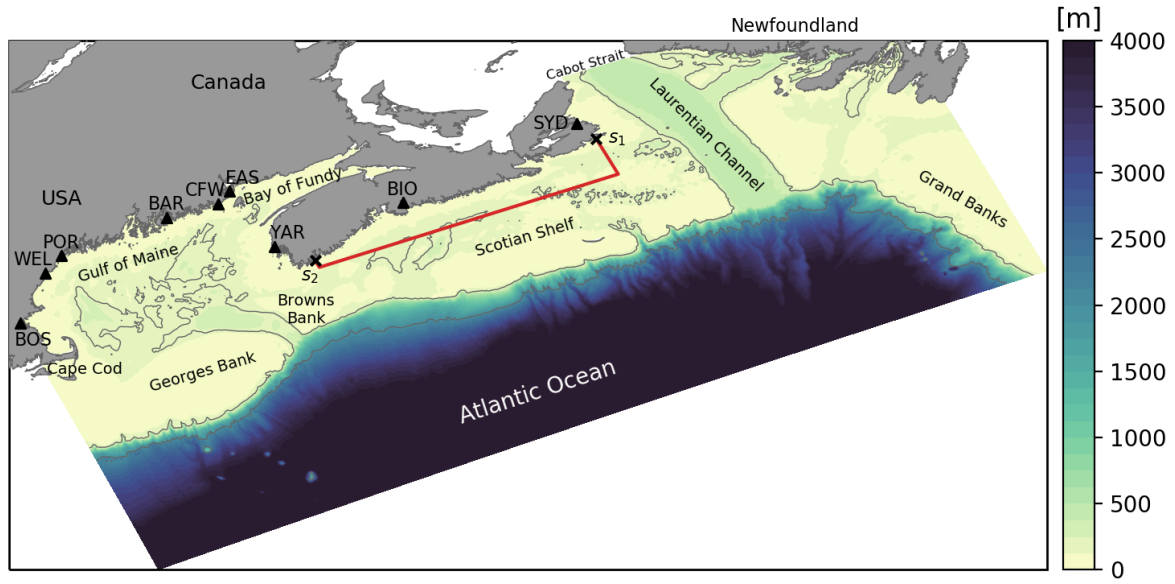 Newfoundland
[m]
Cabot Strait
Canada
Laurentian Channel
SYD
s1
EAS
CFW
Bay of Fundy
BIO
USA
BAR
Grand Banks
YAR
POR
Scotian Shelf
WEL
Gulf of Maine
s2
Browns
Bank
BOS
Cape Cod
Georges Bank
Atlantic Ocean
4000
3500
3000
2500
2000
1500
1000
500
0